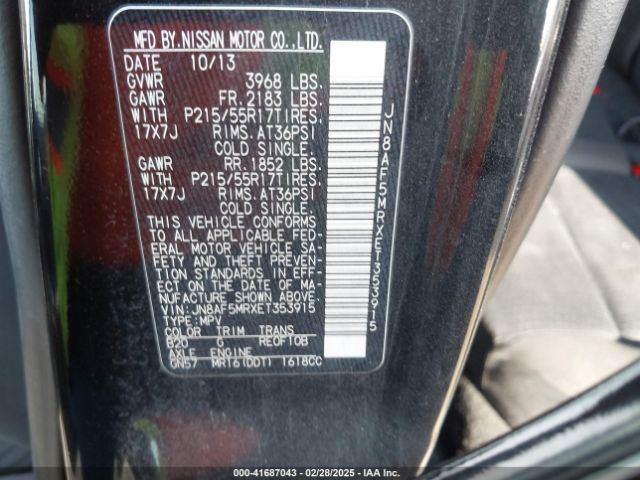 MFD BY.NISSAN MOTOR CO.,LTD.
DATE 10/13
GVWR 3968 LBS.
GAWR FR.2183 LBS.
WITH P215/55R17TIRES.
17X7J RIMS.AT36PSI
COLD SINGLE.
GAWR RR.1852 LBS.
WITH P215/55R17TIRES.
17X7J RIMS.AT36PSI
COLD SINGLE.
THIS VEHICLE CONFORMS
TO ALL APPLICABLE FED-
ERAL MOTOR VEHICLE SA-
FETY AND THEFT PREVEN-
TION STANDARDS IN EFF-
ECT ON THE DATE OF MA-
NUFACTURE SHOWN ABOVE.
VIN:JN8AF5MRXET353915
TYPE:MPV
COLOR TRIM TRANS
B20 G RE0FT0B
AXLE ENGINE
GN57 MR16(DDT) 1618CC
JN8AF5MRXET353915
000-41687043 / 02/28/2025 - IAA Inc.